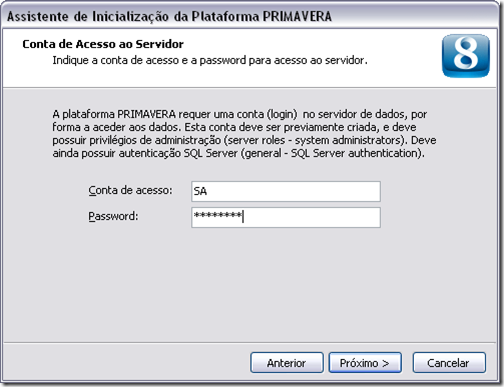 Assistente de Inicialização da Plataforma PRIMAVERA
Conta de Acesso ao Servidor
Indique a conta de acesso e a password para acesso ao servidor.
8
A plataforma PRIMAVERA requer uma conta (login) no servidor de dados, por
forma a aceder aos dados. Esta conta deve ser previamente criada, e deve
possuir privilégios de administração (server roles - system administrators). Deve
ainda possuir autenticação SQL Server (general - SQL Server authentication).
Conta de acesso: SA
Password: ********
Anterior Próximo > Cancelar